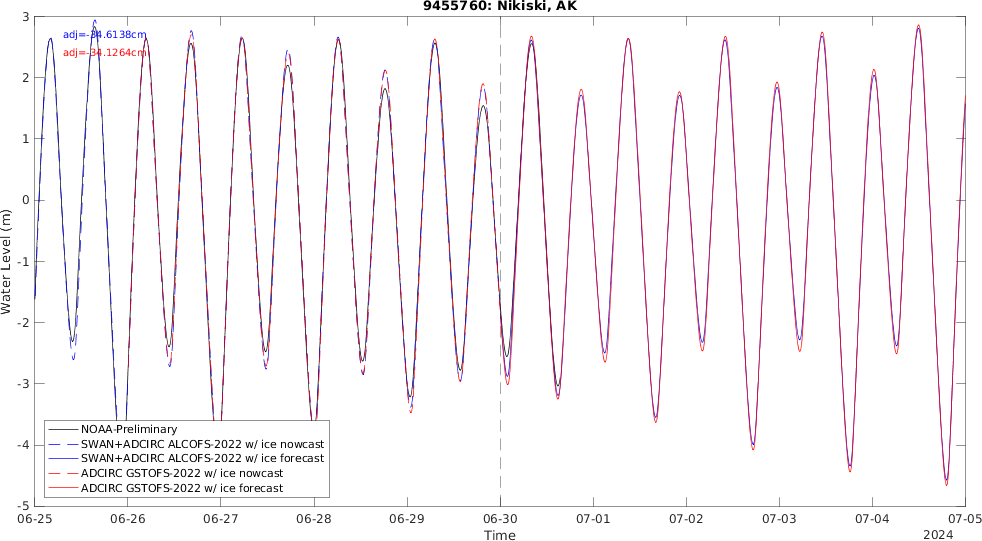 9455760: Nikiski, AK
adj=-34.6138cm
adj=-34.1264cm
3
2
1
0
-1
-2
-3
-4
-5
Water Level (m)
NOAA-Preliminary
SWAN+ADCIRC ALCOFS-2022 w/ ice nowcast
SWAN+ADCIRC ALCOFS-2022 w/ ice forecast
ADCIRC GSTOFS-2022 w/ ice nowcast
ADCIRC GSTOFS-2022 w/ ice forecast
06-25 06-26 06-27 06-28 06-29 06-30 07-01 07-02 07-03 07-04 07-05
Time
2024